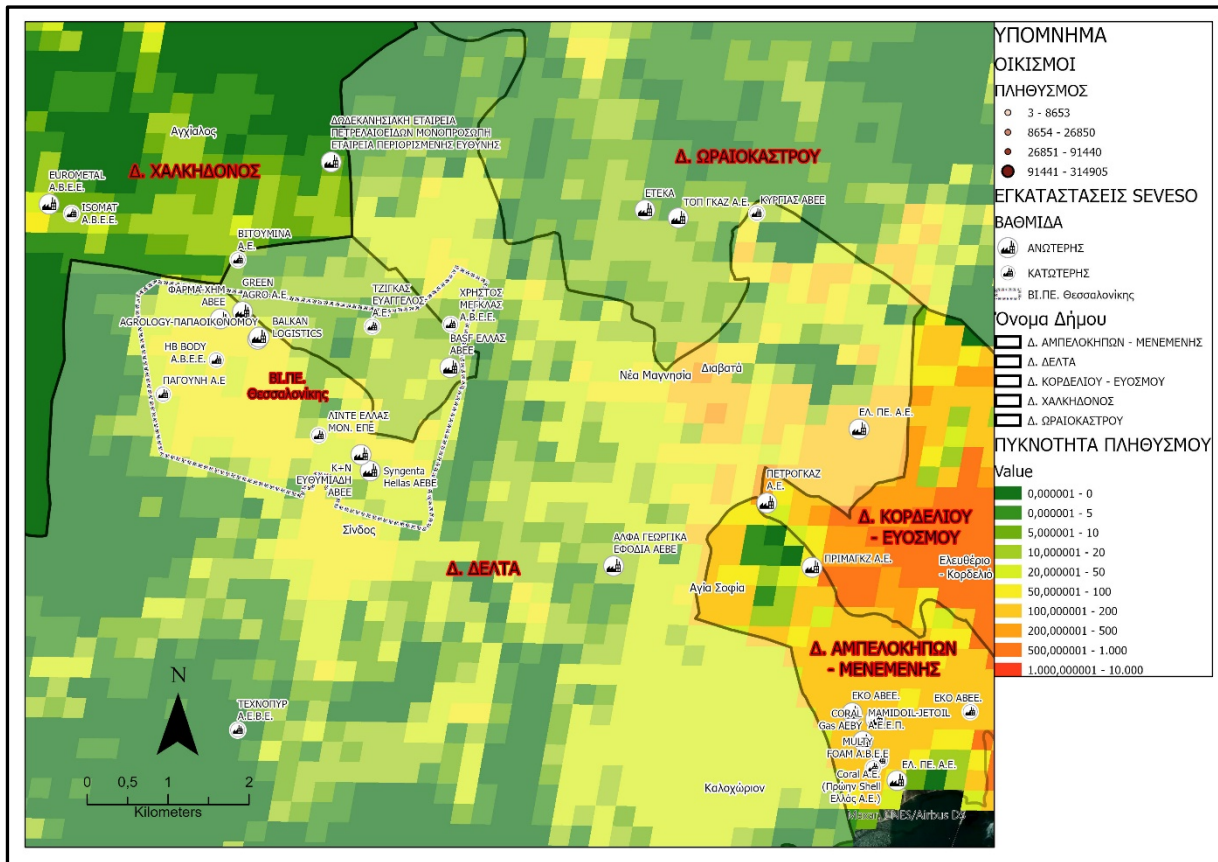 Αγχίαλος
Δ. ΧΑΛΚΗΔΟΝΟΣ
EUROMETAL
Α.Β.Ε.Ε.
ISOMAT
Α.Β.Ε.Ε.
ΔΩΔΕΚΑΝΗΣΙΑΚΗ ΕΤΑΙΡΕΙΑ
ΠΕΤΡΕΛΑΙΟΕΙΔΩΝ ΜΟΝΟΠΡΟΣΩΠΗ
ΕΤΑΙΡΕΙΑ ΠΕΡΙΟΡΙΣΜΕΝΗΣ ΕΥΘΥΝΗΣ
Δ. ΩΡΑΙΟΚΑΣΤΡΟΥ
ΕΤΕΚΑ
ΤΟΠ ΓΚΑΖ Α.Ε.
ΚΥΡΓΙΑΣ ΑΒΕΕ
ΒΙΤΟΥΜΙΝΑ
Α.Ε.
ΦΑΡΜΑ-ΧΗΜ
ΑΒΕΕ
GREEN
AGRO Α.Ε.
AGROLOGY-ΠΑΠΑΟΙΚΟΝΟΜΟΥ
BALKAN
LOGISTICS
ΤΖΙΓΚΑΣ
ΕΥΑΓΓΕΛΟΣ
Α.Ε.
ΧΡΗΣΤΟΣ
ΜΕΓΚΛΑΣ
Α.Β.Ε.Ε.
BASF ΕΛΛΑΣ
ΑΒΕΕ
HB BODY
Α.Β.Ε.Ε.
ΠΑΓΟΥΝΗ Α.Ε
ΒΙ.ΠΕ.
Θεσσαλονίκης
Νέα Μαγνησία
Διαβατά
ΛΙΝΤΕ ΕΛΛΑΣ
ΜΟΝ. ΕΠΕ
ΕΛ. ΠΕ. Α.Ε.
Κ+Ν
ΕΥΘΥΜΙΑΔΗ
ΑΒΕΕ
Syngenta
Hellas ΑΕΒΕ
ΠΕΤΡΟΓΚΑΖ
Α.Ε.
Σίνδος
Δ. ΚΟΡΔΕΛΙΟΥ
- ΕΥΟΣΜΟΥ
ΑΛΦΑ ΓΕΩΡΓΙΚΑ
ΕΦΟΔΙΑ ΑΕΒΕ
Δ. ΔΕΛΤΑ
ΠΡΙΜΑΓΚΖ Α.Ε.
Ελευθέριο
- Κορδελιό
Αγία Σοφία
Δ. ΑΜΠΕΛΟΚΗΠΩΝ
- ΜΕΝΕΜΕΝΗΣ
ΤΕΧΝΟΠΥΡ
Α.Ε.Β.Ε.
ΕΚΟ ΑΒΕΕ.
ΕΚΟ ΑΒΕΕ.
CORAL
Gas ΑΕΒΥ
MAMIDOIL-JETOIL
Α.Ε.Ε.Π.
MULTY
FOAM Α.Β.Ε.Ε
Coral Α.Ε.
(Πρώην Shell
Ελλάς Α.Ε.)
ΕΛ. ΠΕ. Α.Ε.
Καλοχώριον
N
0 0,5 1 2
Kilometers
ΥΠΟΜΝΗΜΑ
ΟΙΚΙΣΜΟΙ
ΠΛΗΘΥΣΜΟΣ
3 - 8653
8654 - 26850
26851 - 91440
91441 - 314905
ΕΓΚΑΤΑΣΤΑΣΕΙΣ SEVESO
ΒΑΘΜΙΔΑ
ΑΝΩΤΕΡΗΣ
ΚΑΤΩΤΕΡΗΣ
ΒΙ.ΠΕ. Θεσσαλονίκης
Όνομα Δήμου
Δ. ΑΜΠΕΛΟΚΗΠΩΝ - ΜΕΝΕΜΕΝΗΣ
Δ. ΔΕΛΤΑ
Δ. ΚΟΡΔΕΛΙΟΥ - ΕΥΟΣΜΟΥ
Δ. ΧΑΛΚΗΔΟΝΟΣ
Δ. ΩΡΑΙΟΚΑΣΤΡΟΥ
ΠΥΚΝΟΤΗΤΑ ΠΛΗΘΥΣΜΟΥ
Value
0,000001 - 0
0,000001 - 5
5,000001 - 10
10,000001 - 20
20,000001 - 50
50,000001 - 100
100,000001 - 200
200,000001 - 500
500,000001 - 1.000
1.000,000001 - 10.000